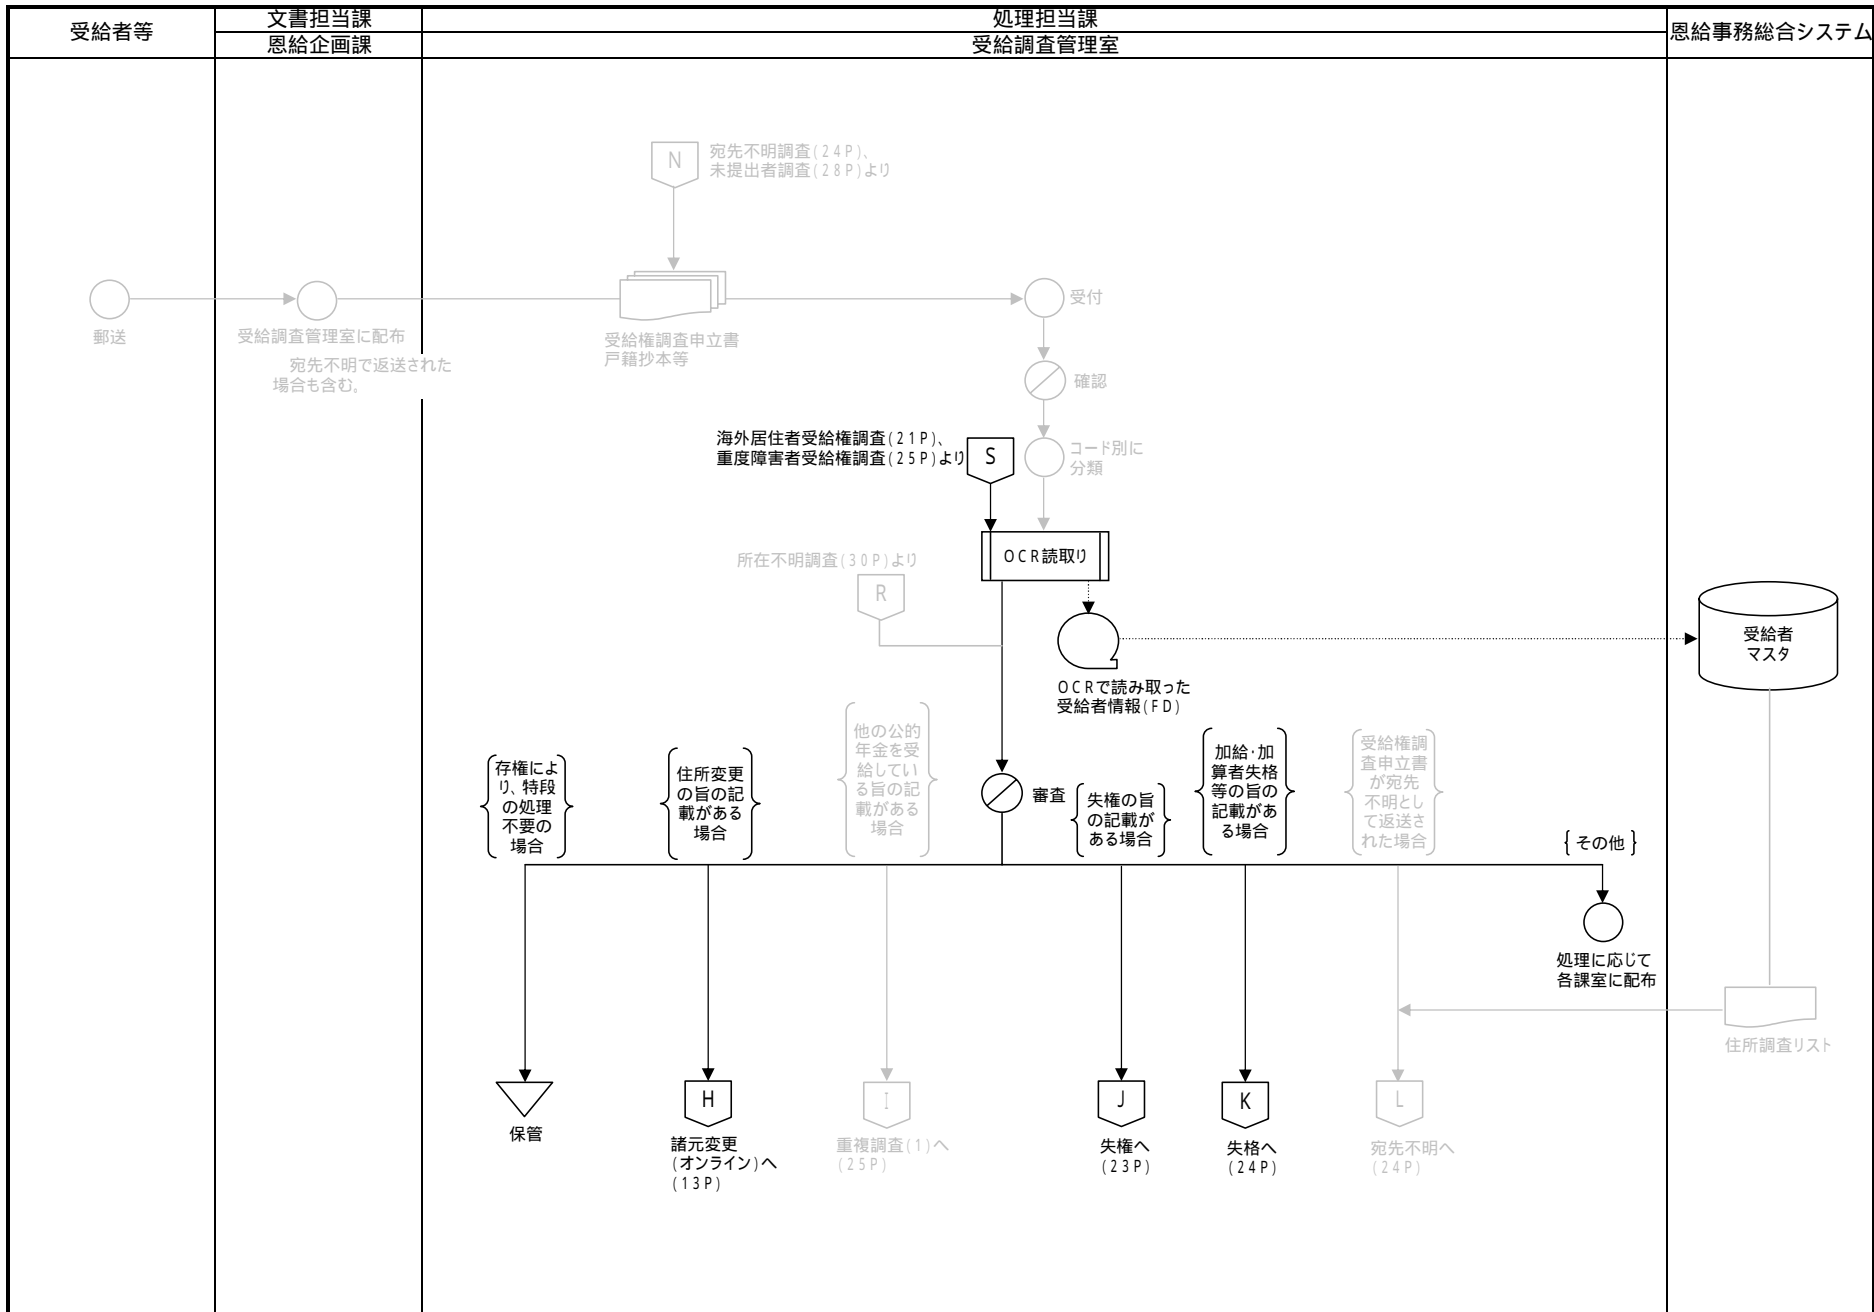 受給者等
文書担当課
恩給企画課
処理担当課
受給調査管理室
恩給事務総合システム
N
宛先不明調査(24P)、
未提出者調査(28P)より
郵送
受給調査管理室に配布
宛先不明で返送された
場合も含む。
受給権調査申立書
戸籍抄本等
受付
確認
海外居住者受給権調査(21P)、
重度障害者受給権調査(25P)より
S
コード別に
分類
OCR読取り
所在不明調査(30P)より
R
受給者
マスタ
OCRで読み取った
受給者情報(FD)
存権によ
り、特段
の処理
不要の
場合
住所変更
の旨の記
載がある
場合
他の公的
年金を受
給してい
る旨の記
載がある
場合
審査
失権の旨
の記載が
ある場合
加給・加
算者失格
等の旨の
記載があ
る場合
受給権調
査申立書
が宛先
不明とし
て返送さ
れた場合
その他
処理に応じて
各課室に配布
住所調査リスト
保管
H
諸元変更
(オンライン)へ
(13P)
I
重複調査(1)へ
(25P)
J
失権へ
(23P)
K
失格へ
(24P)
L
宛先不明へ
(24P)